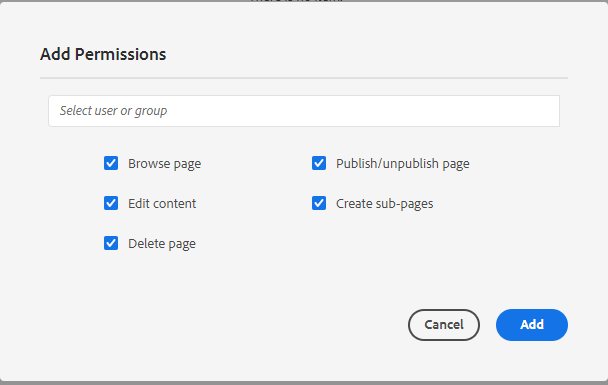 Add Permissions
Select user or group
Browse page
Publish/unpublish page
Edit content
Create sub-pages
Delete page
Cancel
Add